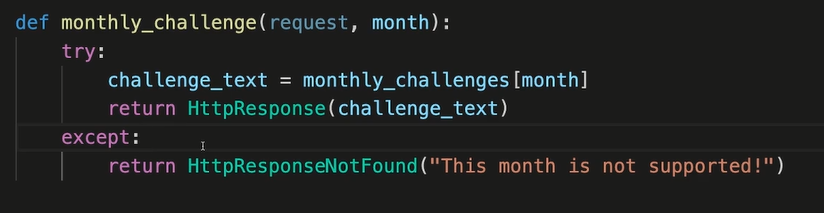 def monthly_challenge(request, month):
    try:
        challenge_text = monthly_challenges[month]
        return HttpResponse(challenge_text)
    except:
        return HttpResponseNotFound("This month is not supported!")